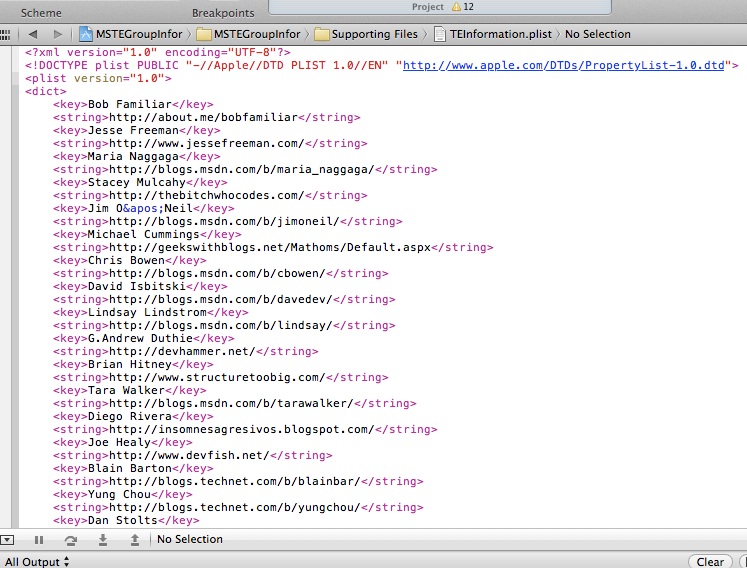 Scheme
Breakpoints
Project 12
MSTEGroupInfor MSTEGroupInfor Supporting Files TEInformation.plist No Selection
<?xml version="1.0" encoding="UTF-8"?>
<!DOCTYPE plist PUBLIC "-//Apple//DTD PLIST 1.0//EN" "http://www.apple.com/DTDs/PropertyList-1.0.dtd">
<plist version="1.0">
<dict>
<key>Bob Familiar</key>
<string>http://about.me/bobfamiliar</string>
<key>Jesse Freeman</key>
<string>http://www.jessefreeman.com/</string>
<key>Maria Naggaga</key>
<string>http://blogs.msdn.com/b/maria_naggaga/</string>
<key>Stacey Mulcahy</key>
<string>http://thebitchwhocodes.com/</string>
<key>Jim O&apos;Neil</key>
<string>http://blogs.msdn.com/b/jimoneil/</string>
<key>Michael Cummings</key>
<string>http://geekswithblogs.net/Mathoms/Default.aspx</string>
<key>Chris Bowen</key>
<string>http://blogs.msdn.com/b/cbowen/</string>
<key>David Isbitski</key>
<string>http://blogs.msdn.com/b/davedev/</string>
<key>Lindsay Lindstrom</key>
<string>http://blogs.msdn.com/b/lindsay/</string>
<key>G.Andrew Duthie</key>
<string>http://devhammer.net/</string>
<key>Brian Hitney</key>
<string>http://www.structuretoobig.com/</string>
<key>Tara Walker</key>
<string>http://blogs.msdn.com/b/tarawalker/</string>
<key>Diego Rivera</key>
<string>http://insomnesagresivos.blogspot.com/</string>
<key>Joe Healy</key>
<string>http://www.devfish.net/</string>
<key>Blain Barton</key>
<string>http://blogs.technet.com/b/blainbar/</string>
<key>Yung Chou</key>
<string>http://blogs.technet.com/b/yungchou/</string>
<key>Dan Stolts</key>
No Selection
All Output
Clear